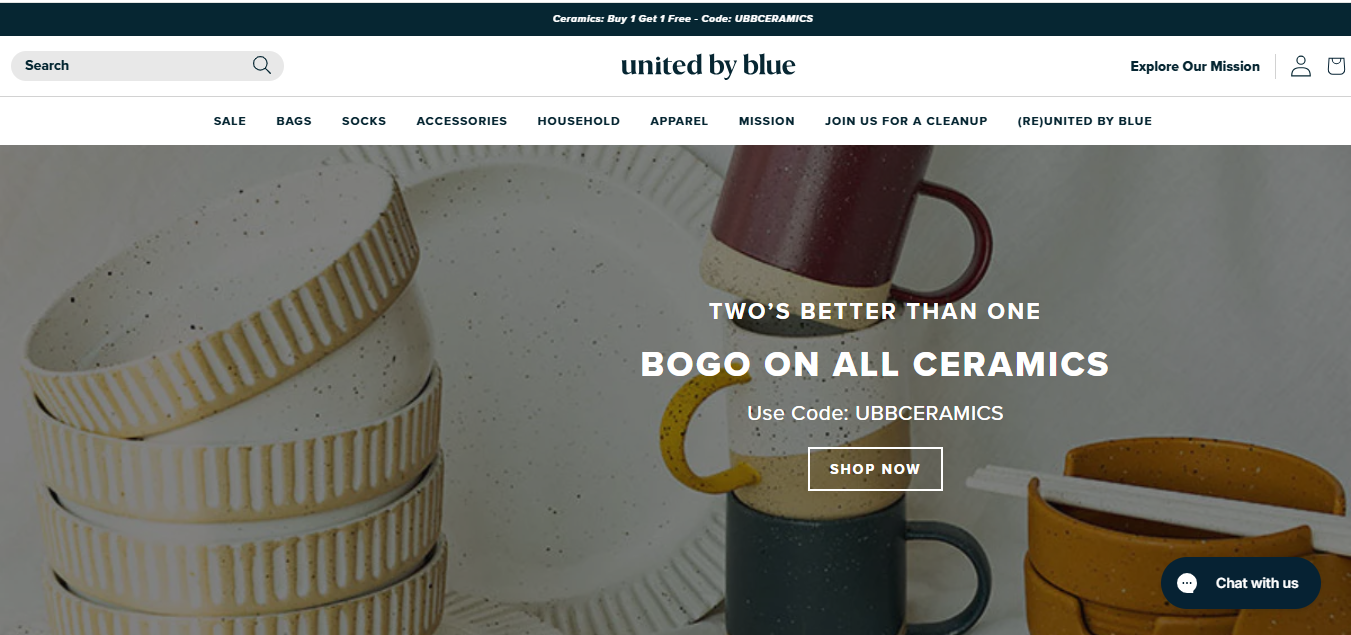 Ceramics: Buy 1 Get 1 Free - Code: UBBCERAMICS
Search
united by blue
Explore Our Mission
SALE BAGS SOCKS ACCESSORIES HOUSEHOLD APPAREL MISSION JOIN US FOR A CLEANUP (RE)UNITED BY BLUE
TWO’S BETTER THAN ONE
BOGO ON ALL CERAMICS
Use Code: UBBCERAMICS
SHOP NOW
Chat with us